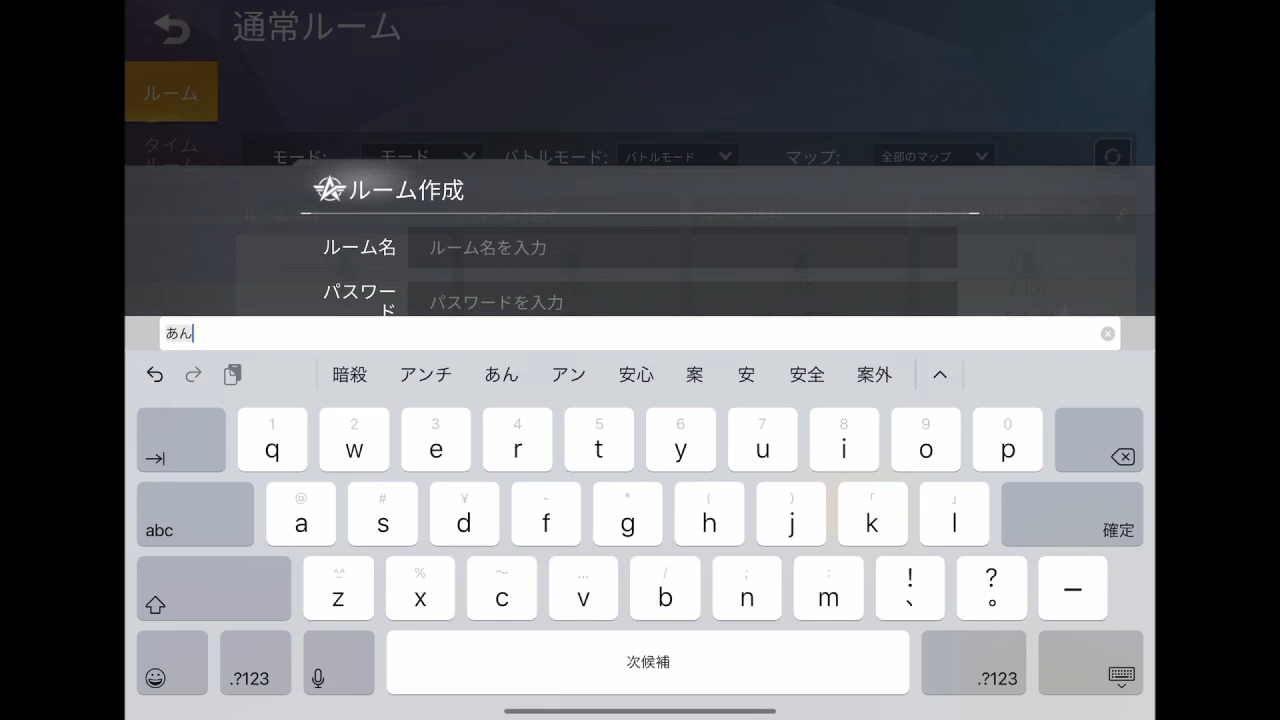 通常ルーム
ルーム
タイム
ルーム
モード: モード バトルモード: バトルモード マップ: 全部のマップ
ルーム作成
ルーム名 ルーム名を入力
パスワー
ド
パスワードを入力
あん
暗殺 アンチ あん アン 安心 案 安 安全 案外
1 2 3 4 5 6 7 8 9 0
q w e r t y u i o p
@ # ¥ - * ( ) 「 」
abc a s d f g h j k l 確定
^^ % 〜 … / ; : ! ?
z x c v b n m 、 。 ー
.?123 次候補 .?123